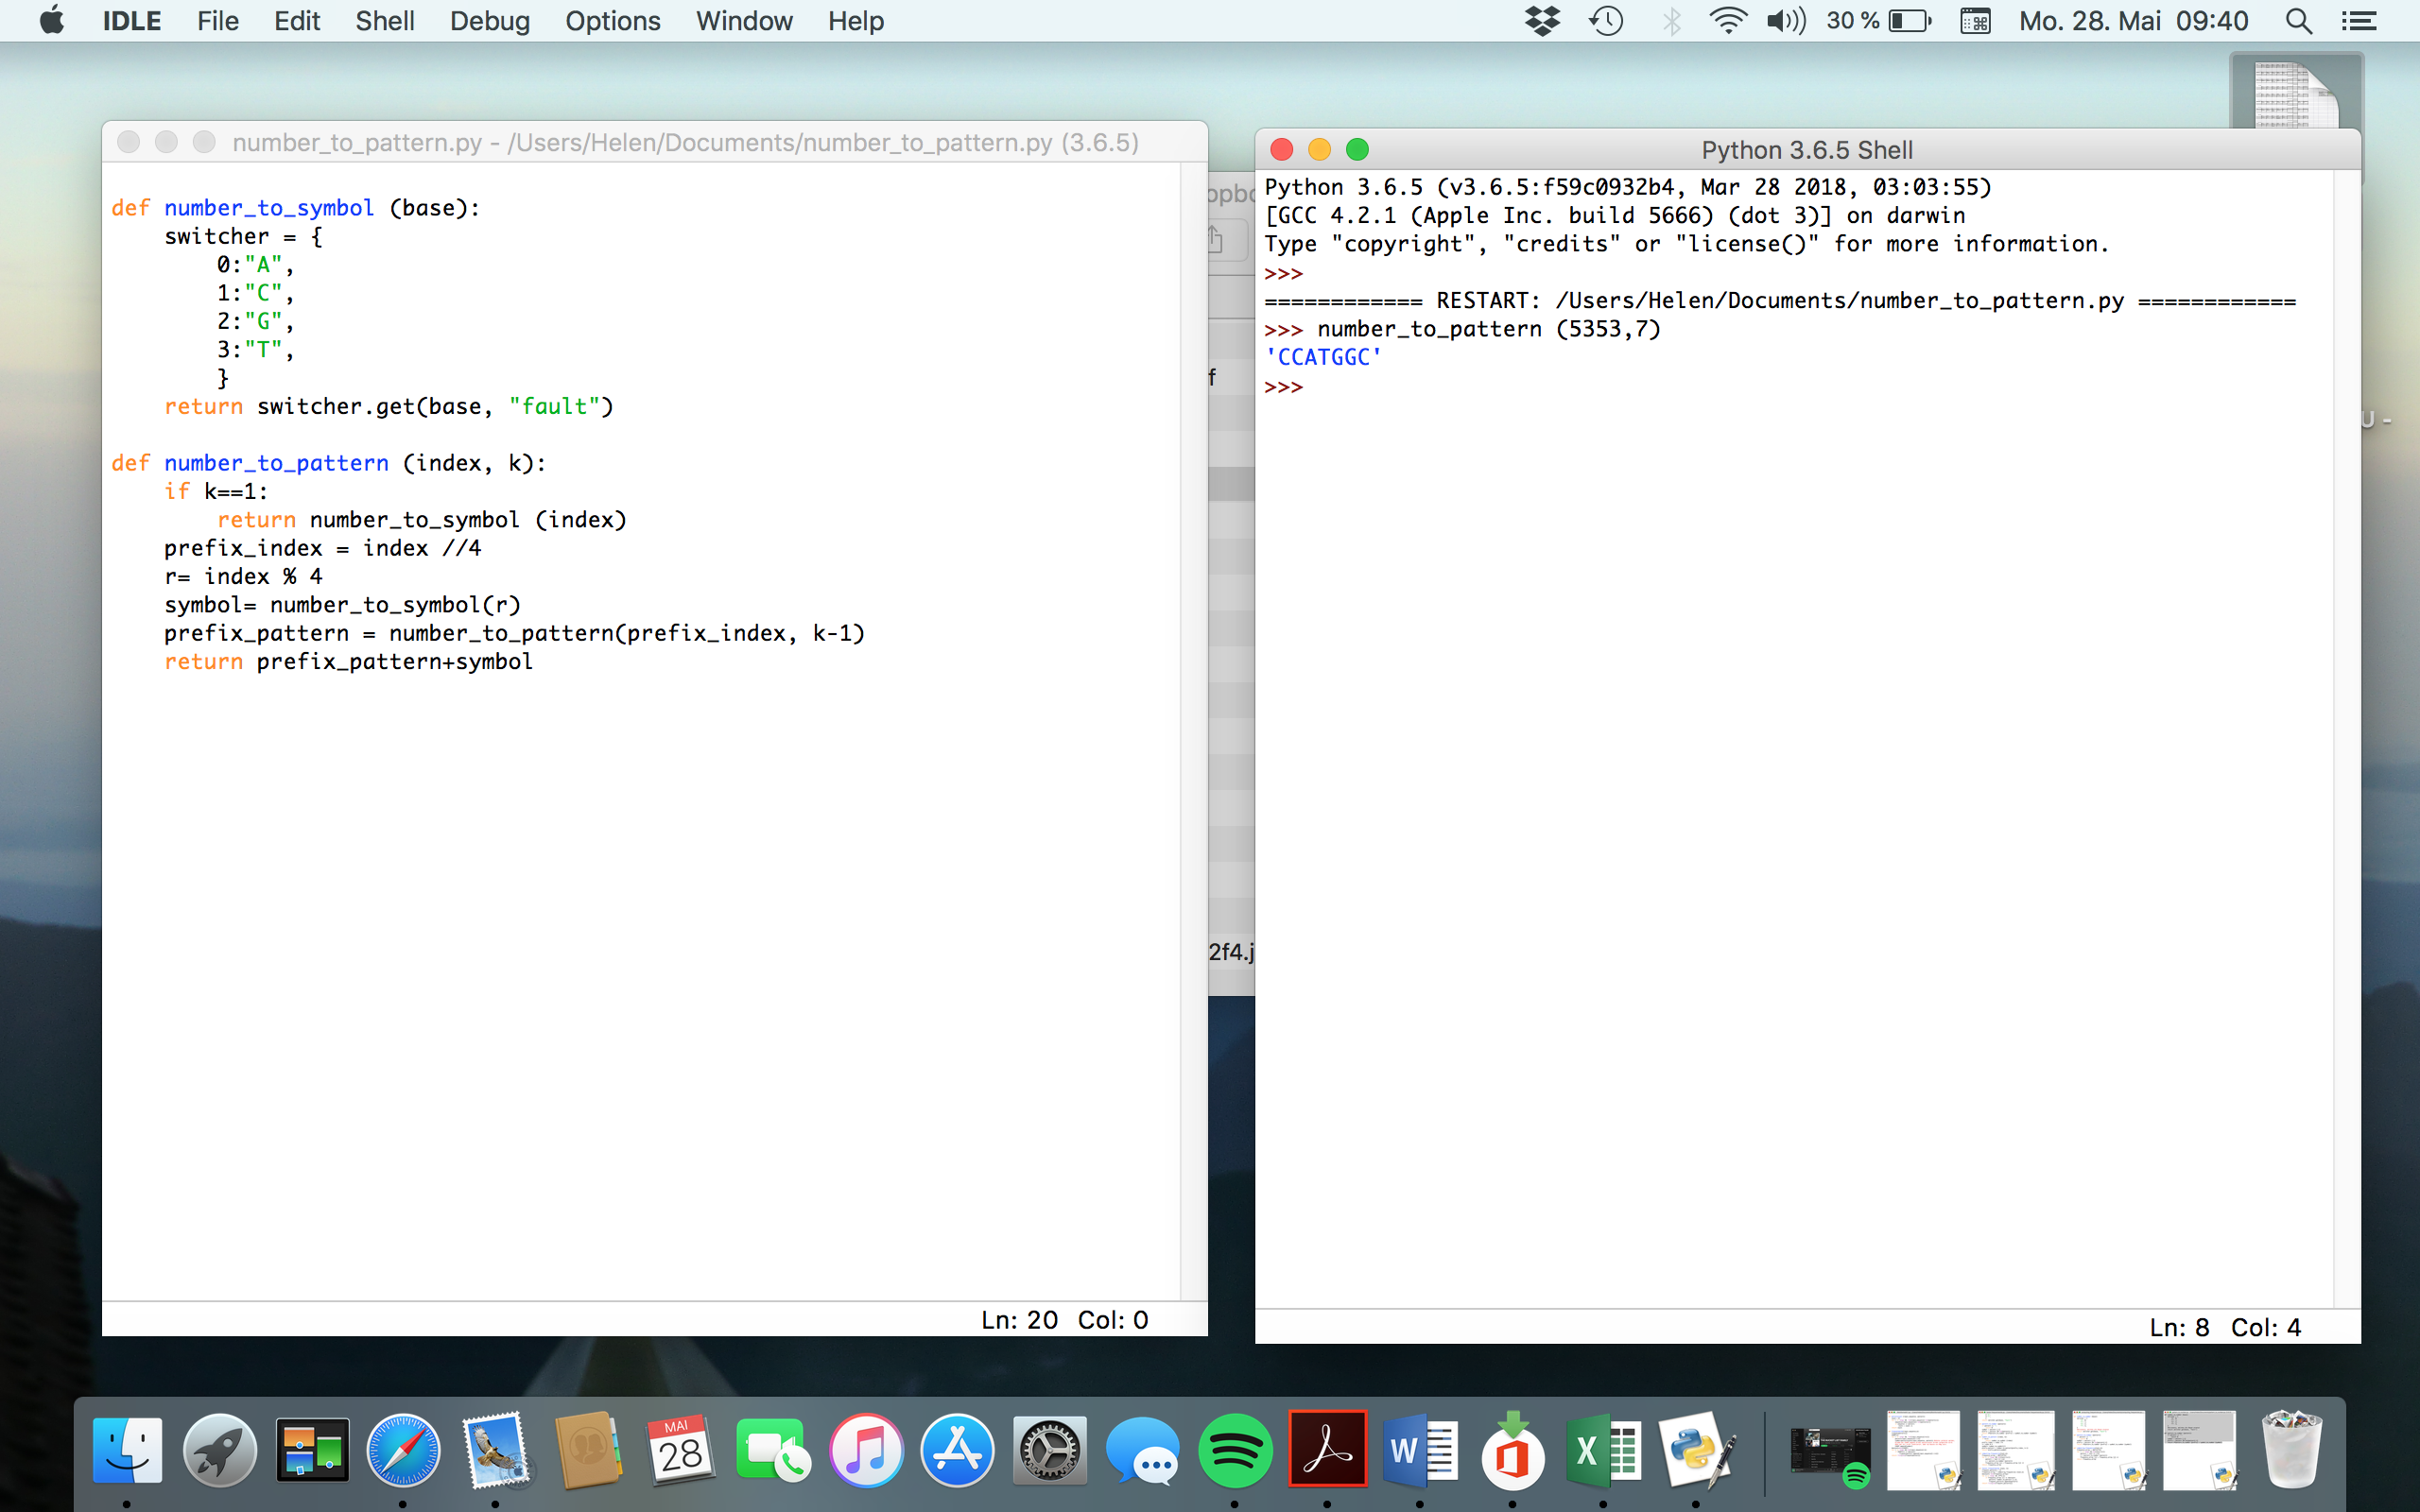 IDLE File Edit Shell Debug Options Window Help 30 % Mo. 28. Mai 09:40
number_to_pattern.py - /Users/Helen/Documents/number_to_pattern.py (3.6.5)
def number_to_symbol (base):
    switcher = {
        0:"A",
        1:"C",
        2:"G",
        3:"T",
        }
    return switcher.get(base, "fault")
def number_to_pattern (index, k):
    if k==1:
        return number_to_symbol (index)
    prefix_index = index //4
    r= index % 4
    symbol= number_to_symbol(r)
    prefix_pattern = number_to_pattern(prefix_index, k-1)
    return prefix_pattern+symbol
Ln: 20 Col: 0
opbo
f
2f4.j
Python 3.6.5 Shell
Python 3.6.5 (v3.6.5:f59c0932b4, Mar 28 2018, 03:03:55)
[GCC 4.2.1 (Apple Inc. build 5666) (dot 3)] on darwin
Type "copyright", "credits" or "license()" for more information.
>>>
============ RESTART: /Users/Helen/Documents/number_to_pattern.py ============
>>> number_to_pattern (5353,7)
'CCATGGC'
>>>
Ln: 8 Col: 4
U -
MAI
28
W
X